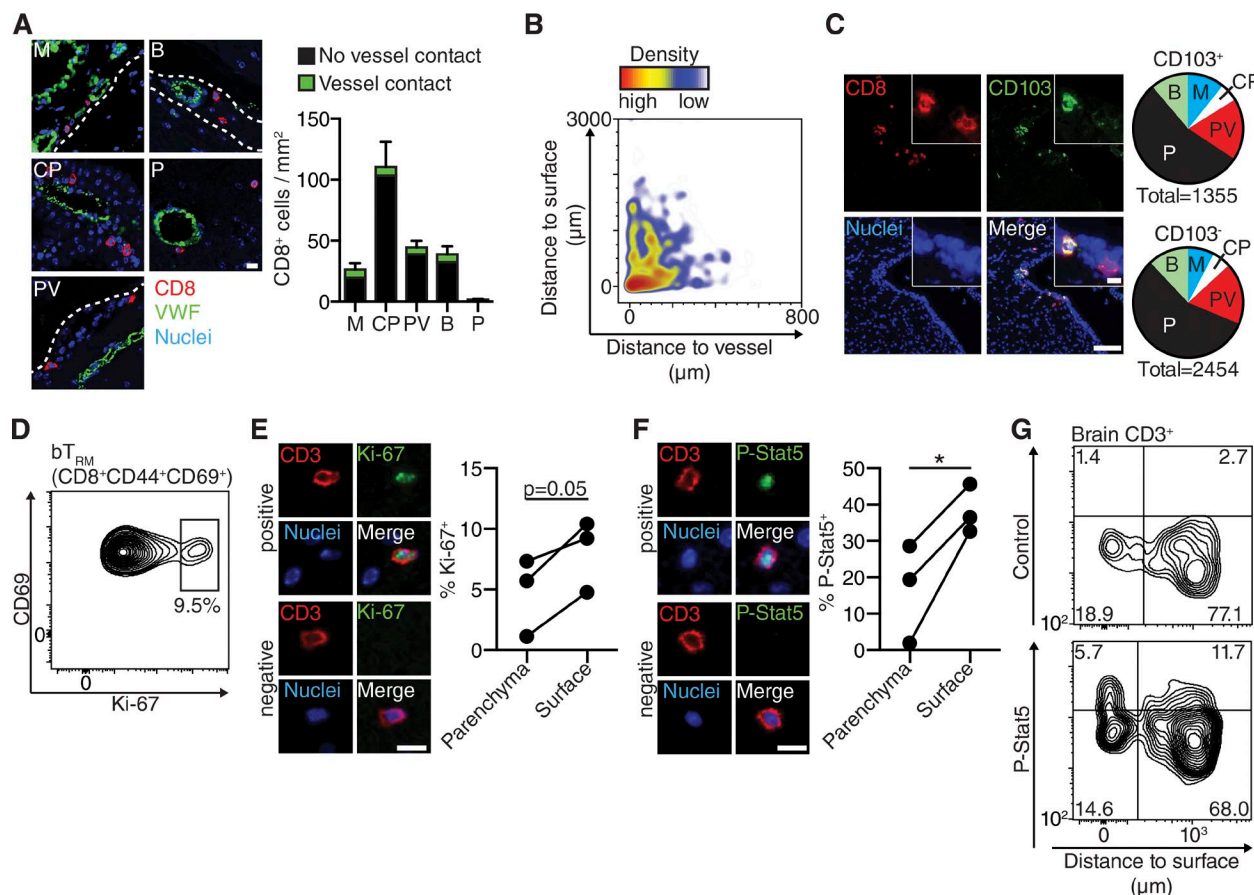 A
M
B
CP
P
PV
CD8
VWF
Nuclei
No vessel contact
Vessel contact
CD8⁺ cells / mm²
150
100
50
0
M CP PV B P
B
Density
high low
3000
0
Distance to surface
(µm)
0 800
Distance to vessel
(µm)
C
CD8 CD103
Nuclei Merge
CD103⁺
B M CP
PV
P
Total=1355
CD103⁻
B M CP
PV
P
Total=2454
D
bT_RM
(CD8⁺CD44⁺CD69⁺)
CD69
0
9.5%
0
Ki-67
E
positive
CD3 Ki-67
Nuclei Merge
negative
CD3 Ki-67
Nuclei Merge
% Ki-67⁺
15
10
5
0
p=0.05
Parenchyma
Surface
F
positive
CD3 P-Stat5
Nuclei Merge
negative
CD3 P-Stat5
Nuclei Merge
% P-Stat5⁺
50
40
30
20
10
0
*
Parenchyma
Surface
G
Brain CD3⁺
Control
1.4 2.7
18.9 77.1
10²
P-Stat5
5.7 11.7
14.6 68.0
10²
0 10³
Distance to surface
(µm)